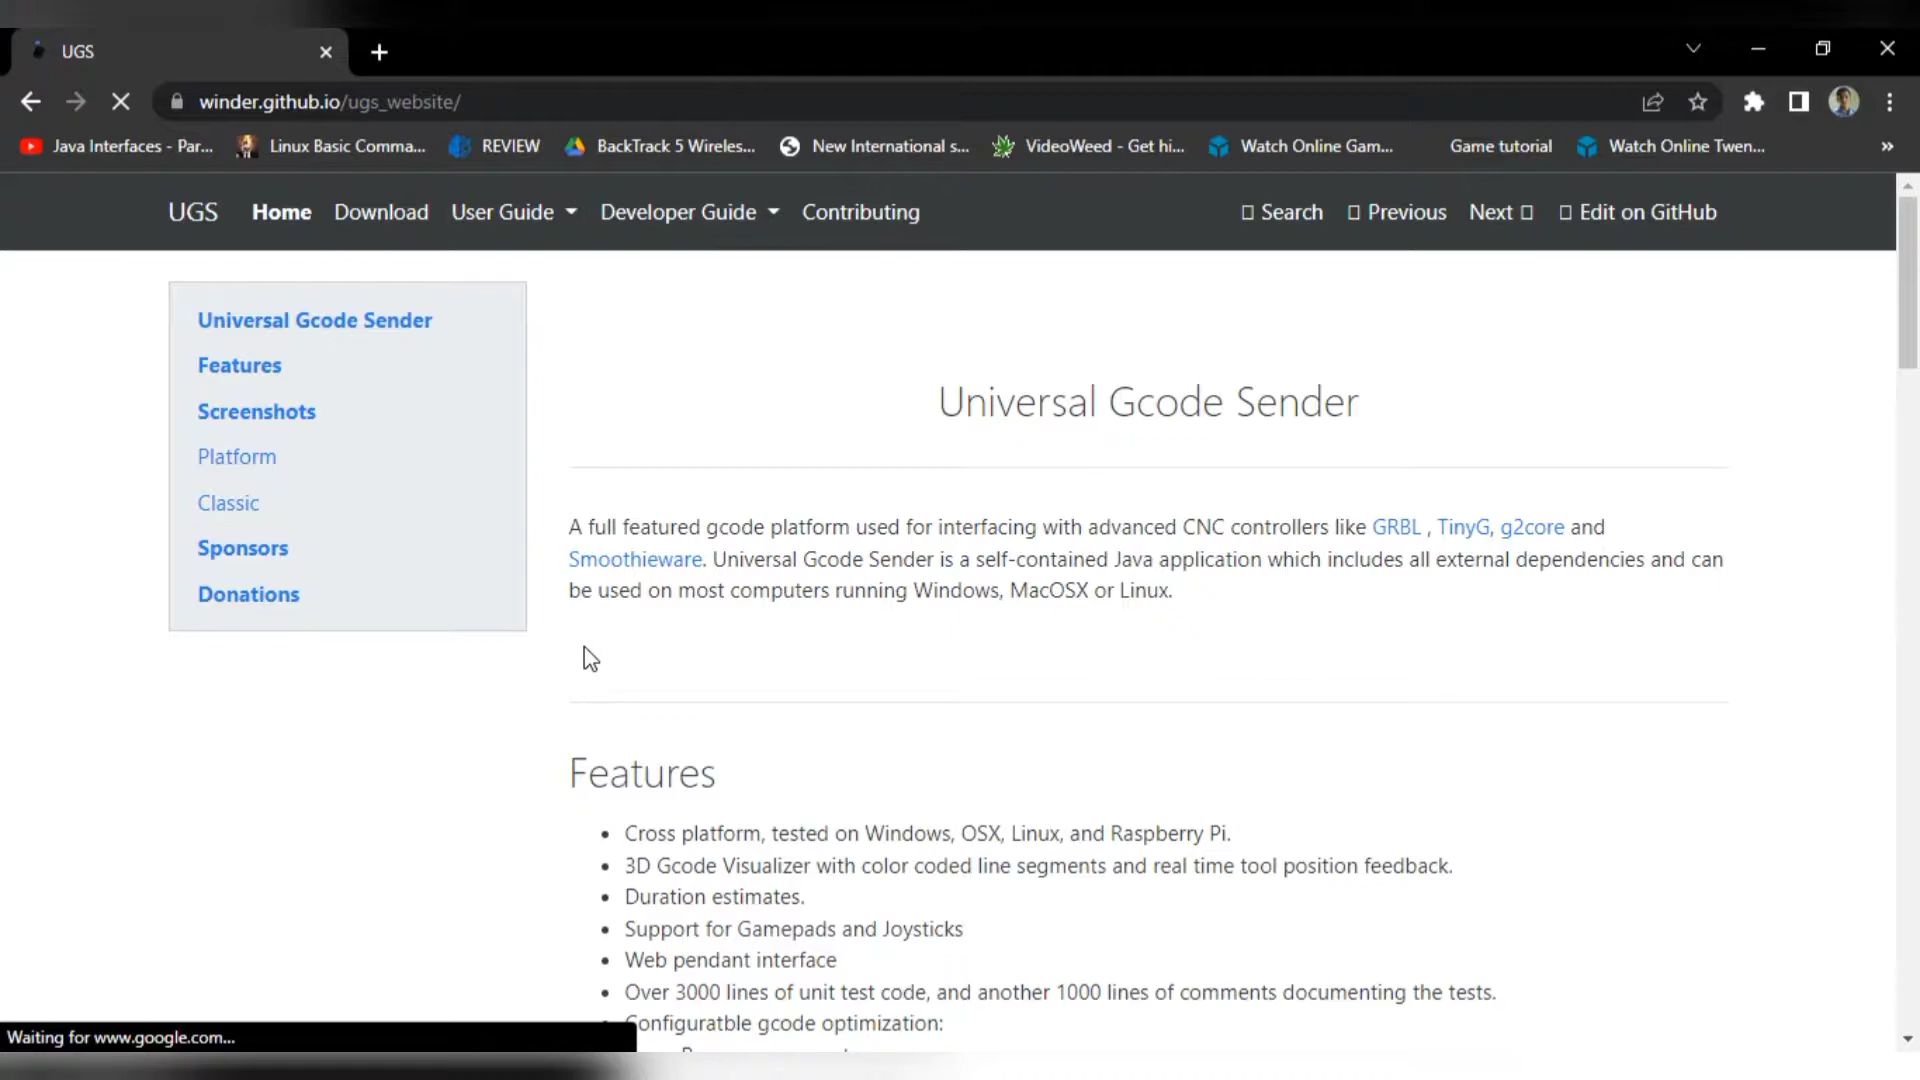 UGS
winder.github.io/ugs_website/
Java Interfaces - Par...
Linux Basic Comma...
REVIEW
BackTrack 5 Wireles...
New International s...
VideoWeed - Get hi...
Watch Online Gam...
Game tutorial
Watch Online Twen...
»
UGS
Home
Download
User Guide
Developer Guide
Contributing
Search
Previous
Next
Edit on GitHub
Universal Gcode Sender
Features
Screenshots
Platform
Classic
Sponsors
Donations
Universal Gcode Sender
A full featured gcode platform used for interfacing with advanced CNC controllers like GRBL , TinyG, g2core and
Smoothieware. Universal Gcode Sender is a self-contained Java application which includes all external dependencies and can
be used on most computers running Windows, MacOSX or Linux.
Features
Cross platform, tested on Windows, OSX, Linux, and Raspberry Pi.
3D Gcode Visualizer with color coded line segments and real time tool position feedback.
Duration estimates.
Support for Gamepads and Joysticks
Web pendant interface
Over 3000 lines of unit test code, and another 1000 lines of comments documenting the tests.
Configuratble gcode optimization:
Waiting for www.google.com...